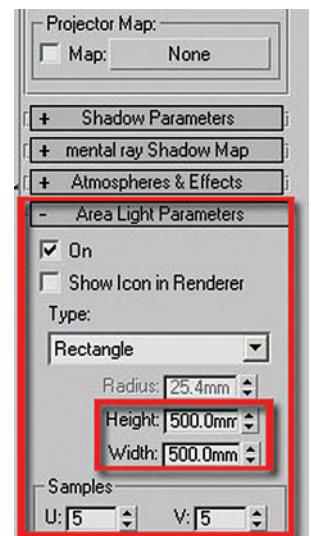 Projector Map:
Map: None
+ Shadow Parameters
+ mental ray Shadow Map
+ Atmospheres & Effects
- Area Light Parameters
On
Show Icon in Renderer
Type:
Rectangle
Radius: 25.4mm
Height: 500.0mm
Width: 500.0mm
Samples
U: 5 V: 5